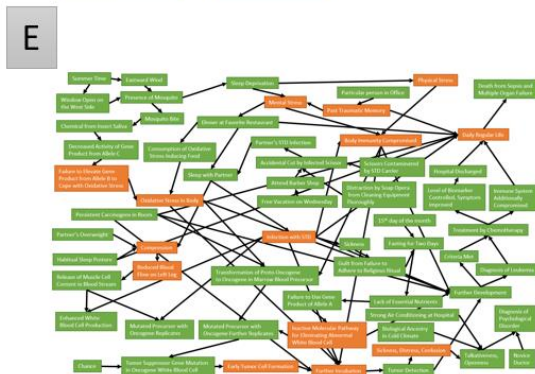 E
Summer Time
Eastward Wind
Window Open on
the West Side
Presence of Mosquito
Sleep Deprivation
Physical Stress
Death from Sepsis and
Multiple Organ Failure
Particular person in Office
Mental Stress
Post Traumatic Memory
Mosquito Bite
Chemical from Insect Saliva
Dinner at Favorite Restaurant
Body Immunity Compromised
Daily Regular Life
Decreased Activity of Gene
Product from Allele C
Consumption of Oxidative
Stress Inducing Food
Partner's STD Infection
Accidental Cut by Infected Scissor
Scissors Contaminated
by STD Carrier
Hospital Discharged
Failure to Elevate Gene
Product from Allele B to
Cope with Oxidative Stress
Sleep with Partner
Attend Barber Shop
Distraction by Soap Opera
from Cleaning Equipment
Thoroughly
Level of Biomarker
Controlled, Symptom
Improved
Immune System
Additionally Compromised
Oxidative Stress in Body
Free Vacation on Wednesday
Persistent Carcinogens in Room
15th day of the month
Treatment by Chemotherapy
Partner's Overweight
Infection with STD
Fasting for Two Days
Habitual Sleep Posture
Compression
Sickness
Criteria Met
Reduced Blood
Flow on Left Leg
Guilt from Failure to
Adhere to Religious Blood
Diagnosis of Leukemia
Release of Muscle Cell
Content to Blood Stream
Transformation of Proto Oncogene
to Oncogene in Marrow Blood Precursor
Further Development
Failure to Use Gene
Product of Allele A
Lack of Essential Nutrients
Enhanced White
Blood Cell Production
Mutated Precursor with
Oncogene Replicates
Mutated Precursor with
Oncogene Further Replicates
Inactive Molecular Pathway
for Eliminating Abnormal
White Blood Cell
Strong Air Conditioning at Hospital
Biological Ancestry
in Cold Climate
Diagnosis of
Psychological
Disorder
Sickness, Distress, Confusion
Talkativeness,
Openness
Novice
Doctor
Chance
Tumor Suppressor Gene Mutation
in Oncogene White Blood Cell
Early Tumor Cell Formation
Further Incubation
Tumor Detection